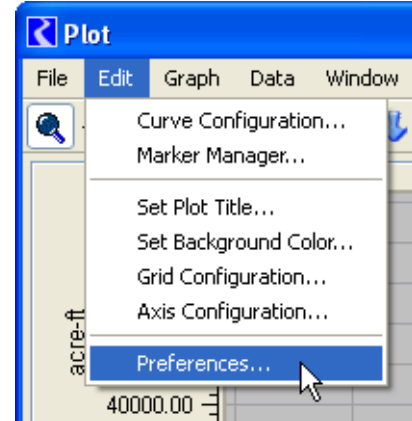 Plot
File Edit Graph Data Window
Curve Configuration...
Marker Manager...
Set Plot Title...
Set Background Color...
Grid Configuration...
Axis Configuration...
Preferences...
acre-ft
40000.00